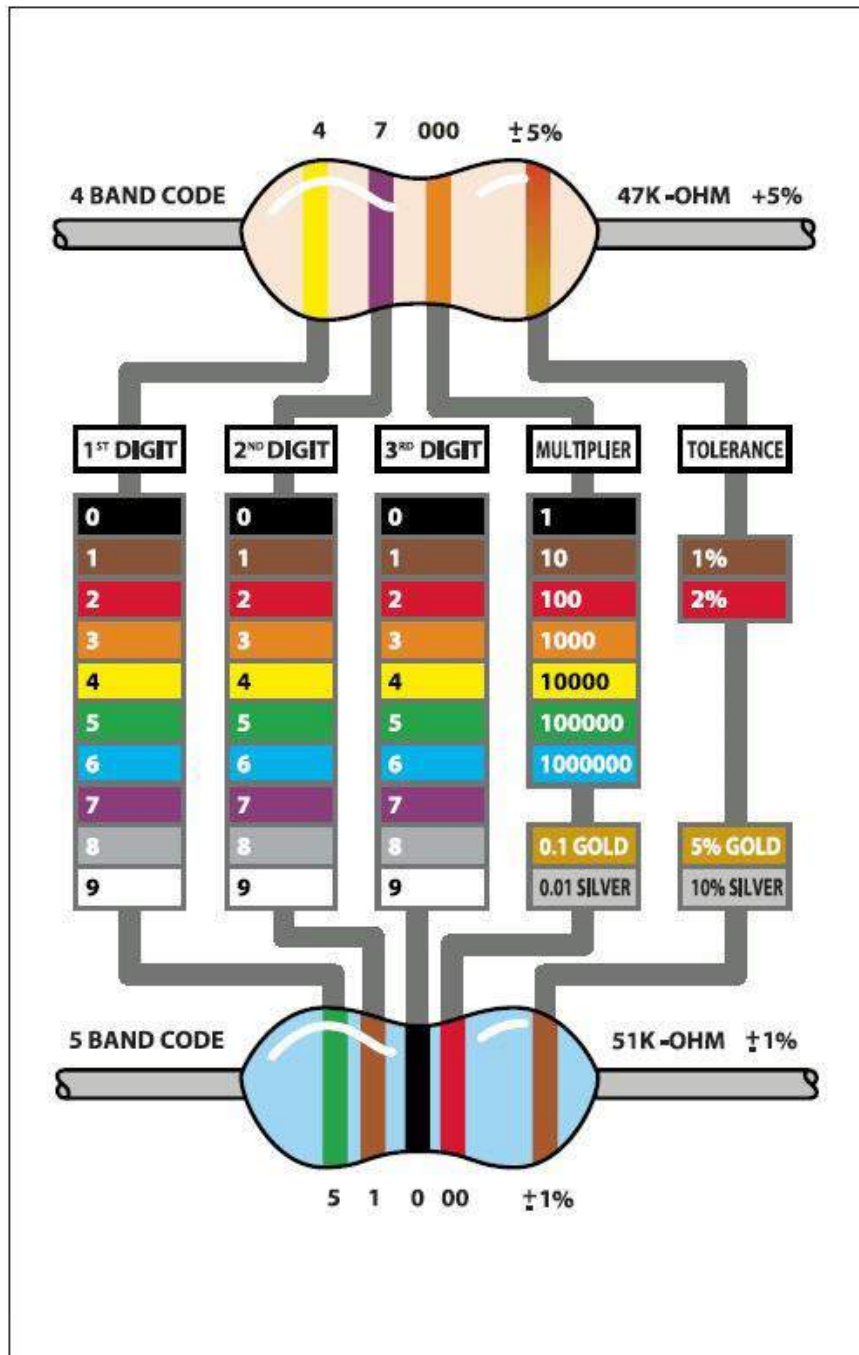 4 7 000 ±5%
4 BAND CODE 47K-OHM +5%
1ST DIGIT 2ND DIGIT 3RD DIGIT MULTIPLIER TOLERANCE
0 0 0 1
1 1 1 10 1%
2 2 2 100 2%
3 3 3 1000
4 4 4 10000
5 5 5 100000
6 6 6 1000000
7 7 7
8 8 8 0.1 GOLD 5% GOLD
9 9 9 0.01 SILVER 10% SILVER
5 BAND CODE 51K-OHM ±1%
5 1 0 00 ±1%